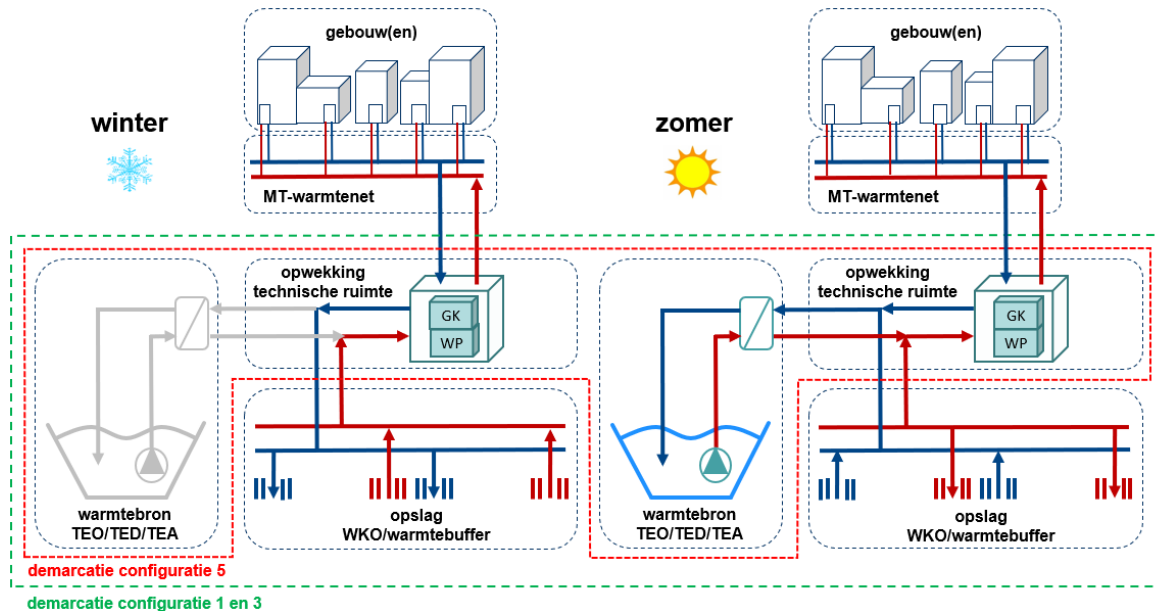 gebouw(en)
winter
MT-warmtenet
opwekking
technische ruimte
GK
WP
warmtebron
TEO/TED/TEA
opslag
WKO/warmtebuffer
gebouw(en)
zomer
MT-warmtenet
opwekking
technische ruimte
GK
WP
warmtebron
TEO/TED/TEA
opslag
WKO/warmtebuffer
demarcatie configuratie 5
demarcatie configuratie 1 en 3